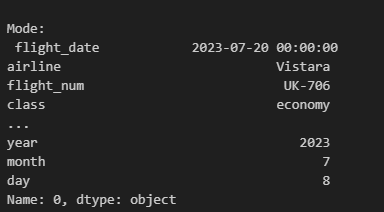 Mode:
flight_date 2023-07-20 00:00:00
airline Vistara
flight_num UK-706
class economy
...
year 2023
month 7
day 8
Name: 0, dtype: object